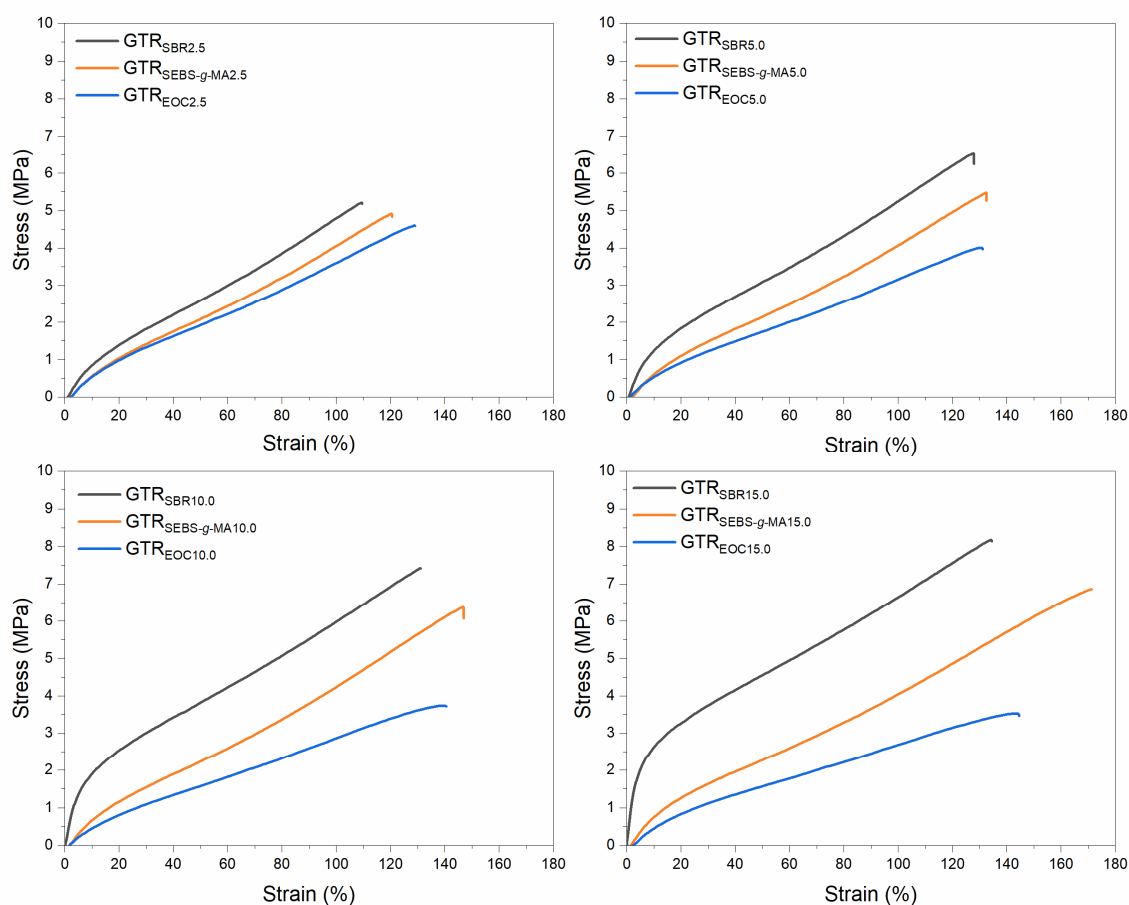 10
9
8
7
6
5
4
3
2
1
0
Stress (MPa)
GTRSBR2.5
GTRSEBS-g-MA2.5
GTREOC2.5
0 20 40 60 80 100 120 140 160 180
Strain (%)
10
9
8
7
6
5
4
3
2
1
0
Stress (MPa)
GTRSBR5.0
GTRSEBS-g-MA5.0
GTREOC5.0
0 20 40 60 80 100 120 140 160 180
Strain (%)
10
9
8
7
6
5
4
3
2
1
0
Stress (MPa)
GTRSBR10.0
GTRSEBS-g-MA10.0
GTREOC10.0
0 20 40 60 80 100 120 140 160 180
Strain (%)
10
9
8
7
6
5
4
3
2
1
0
Stress (MPa)
GTRSBR15.0
GTRSEBS-g-MA15.0
GTREOC15.0
0 20 40 60 80 100 120 140 160 180
Strain (%)